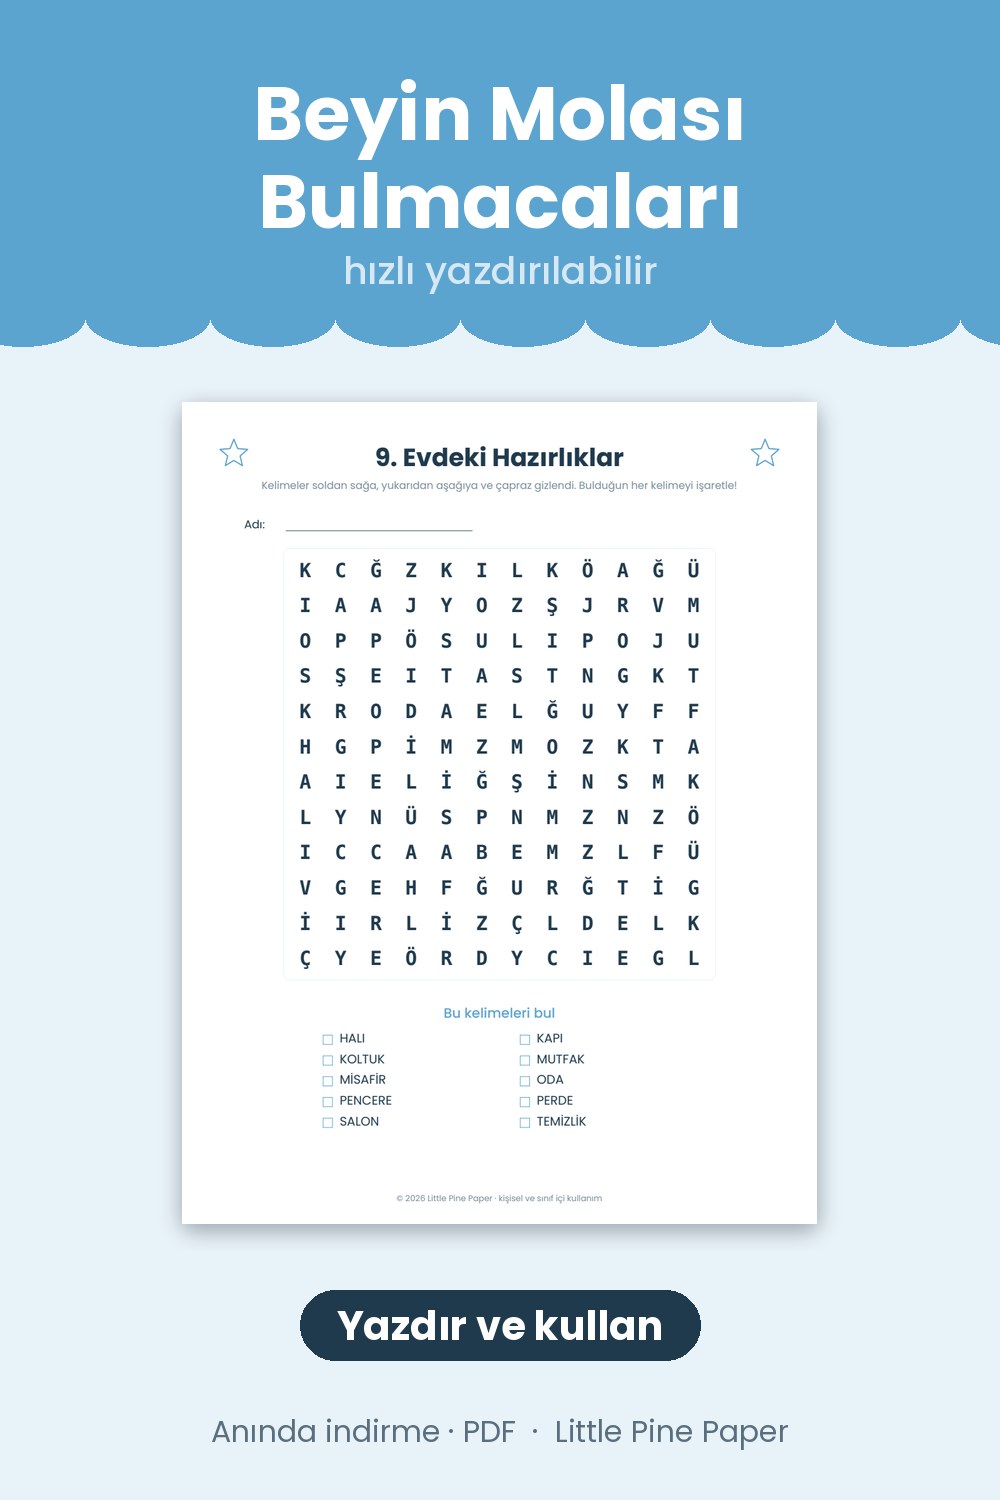 Beyin Molası
Bulmacaları
hızlı yazdırılabilir
9. Evdeki Hazırlıklar
Kelimeler soldan sağa, yukarıdan aşağıya ve çapraz gizlendi. Bulduğun her kelimeyi işaretle!
Adı:
K C Ğ Z K I L K Ö A Ğ Ü
I A A J Y O Z Ş J R V M
O P P Ö S U L I P O J U
S Ş E I T A S T N G K T
K R O D A E L Ğ U Y F F
H G P İ M Z M O Z K T A
A I E L İ Ğ Ş İ N S M K
L Y N Ü S P N M Z N Z Ö
I C C A A B E M Z L F Ü
V G E H F Ğ U R Ğ T İ G
İ I R L İ Z Ç L D E L K
Ç Y E Ö R D Y C I E G L
Bu kelimeleri bul
HALI
KOLTUK
MİSAFİR
PENCERE
SALON
KAPI
MUTFAK
ODA
PERDE
TEMİZLİK
© 2026 Little Pine Paper · kişisel ve sınıf içi kullanım
Yazdır ve kullan
Anında indirme · PDF · Little Pine Paper